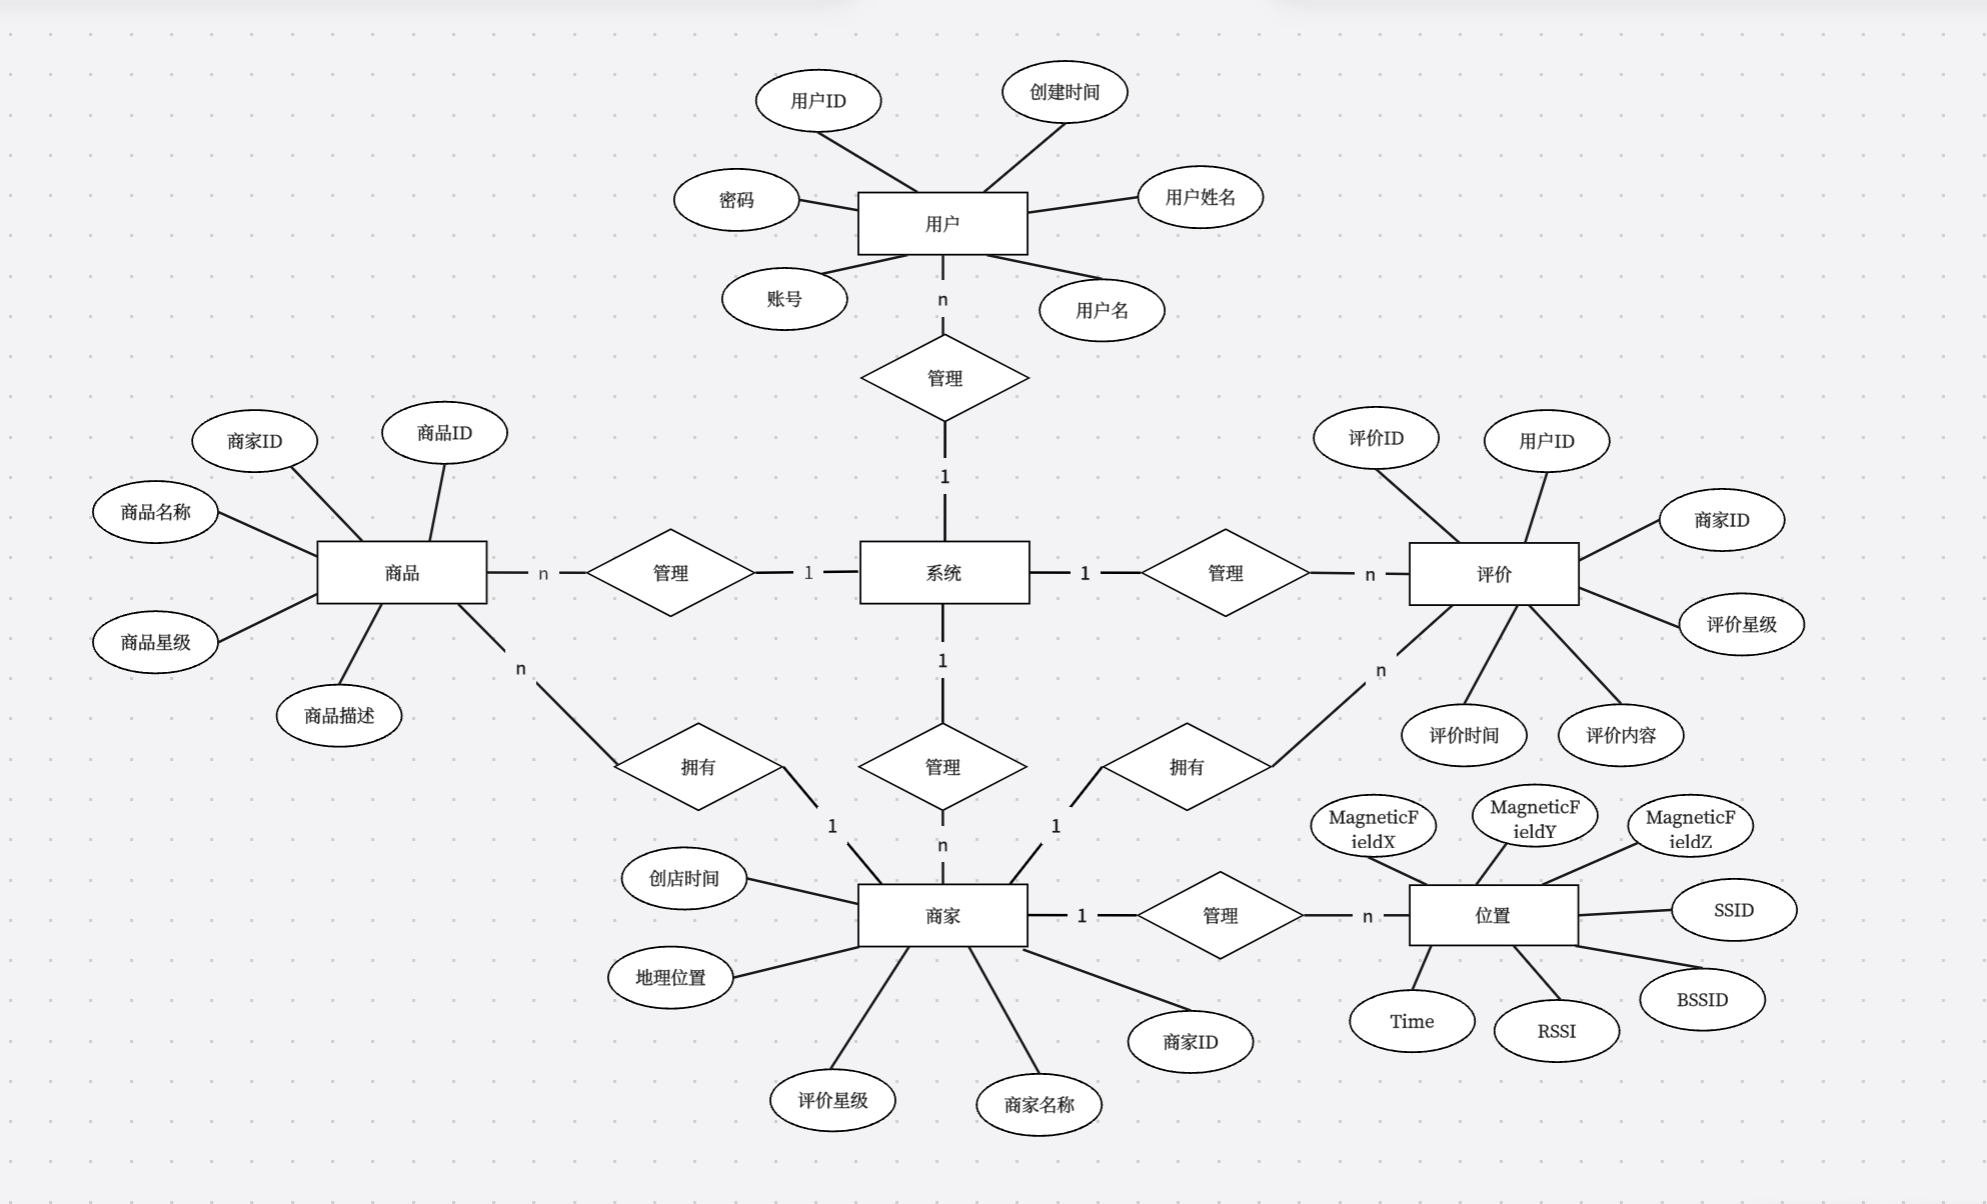 用户ID
创建时间
密码
用户姓名
用户
账号
n
用户名
管理
商家ID
商品ID
1
评价ID
用户ID
商品名称
商家ID
商品
n
管理
1
系统
1
管理
n
评价
商品星级
评价星级
n
1
n
商品描述
评价时间
评价内容
拥有
管理
拥有
1
n
1
MagneticF
ieldX
MagneticF
ieldY
MagneticF
ieldZ
创店时间
商家
1
管理
n
位置
SSID
地理位置
BSSID
商家ID
Time
RSSI
评价星级
商家名称